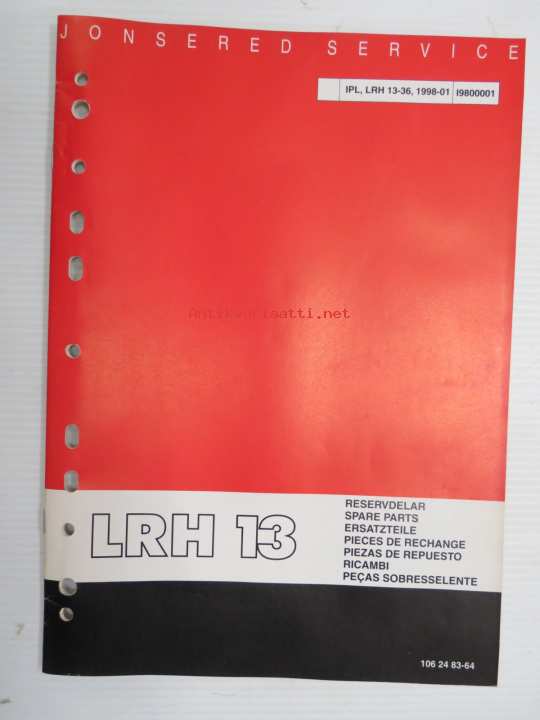 JONSERED SERVICE
IPL, LRH 13-36, 1998-01 I9800001
Antikvariaatti.net
LRH 13
RESERVDELAR
SPARE PARTS
ERSATZTEILE
PIECES DE RECHANGE
PIEZAS DE REPUESTO
RICAMBI
PEÇAS SOBRESSELENTE
106 24 83-64